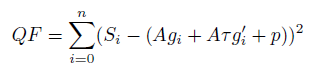 QF = \sum_{i=0}^{n} (S_i - (Ag_i + A\tau g_i' + p))^2